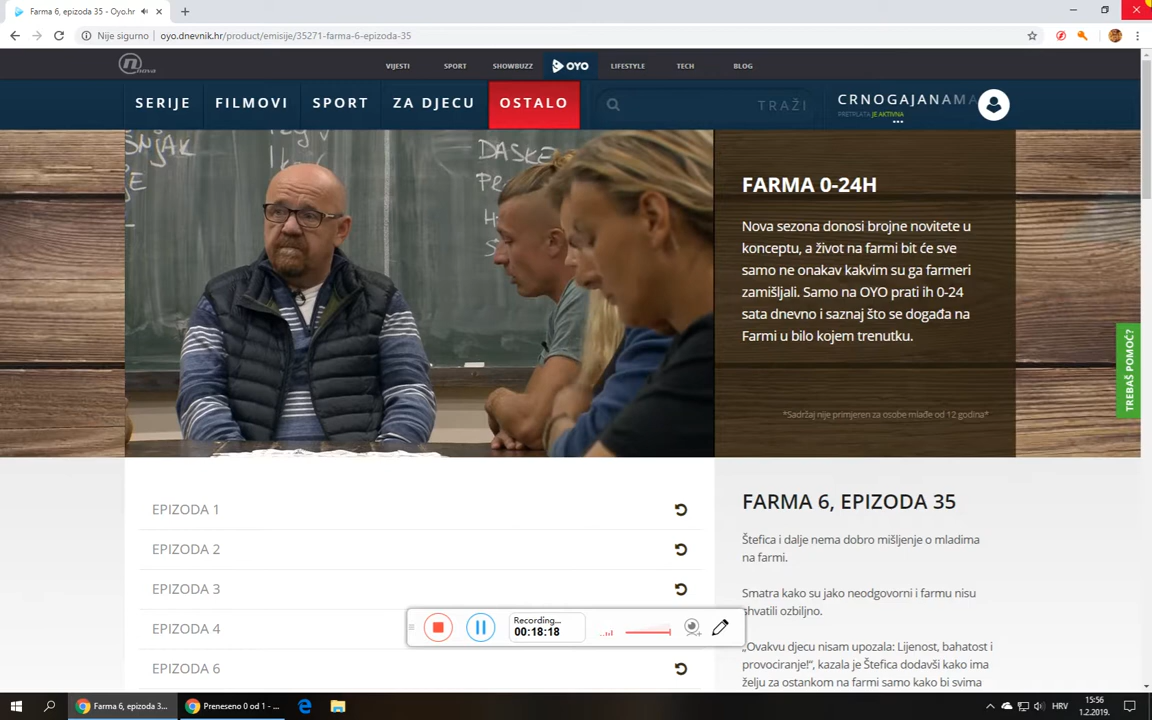 Farma 6, epizoda 35 - Oyo.hr
Nije sigurno
oyo.dnevnik.hr/product/emisije/35271-farma-6-epizoda-35
nova
VIJESTI
SPORT
SHOWBUZZ
OYO
LIFESTYLE
TECH
BLOG
SERIJE
FILMOVI
SPORT
ZA DJECU
OSTALO
TRAŽI
CRNOGAJANAMA
PRETPLATA JE AKTIVNA
DASKE
FARMA 0-24H
Nova sezona donosi brojne novitete u
konceptu, a život na farmi bit će sve
samo ne onakav kakvim su ga farmeri
zamišljali. Samo na OYO prati ih 0-24
sata dnevno i saznaj što se događa na
Farmi u bilo kojem trenutku.
*Sadržaj nije primjeren za osobe mlađe od 12 godina*
TREBAŠ POMOĆ?
EPIZODA 1
EPIZODA 2
EPIZODA 3
EPIZODA 4
EPIZODA 6
FARMA 6, EPIZODA 35
Štefica i dalje nema dobro mišljenje o mladima
na farmi.
Smatra kako su jako neodgovorni i farmu nisu
shvatili ozbiljno.
„Ovakvu djecu nisam upozala: Lijenost, bahatost i
provociranje!“, kazala je Štefica dodavši kako ima
želju za ostankom na farmi samo kako bi svima
Recording...
00:18:18
Farma 6, epizoda 3...
Preneseno 0 od 1 - ...
HRV
15:56
1.2.2019.